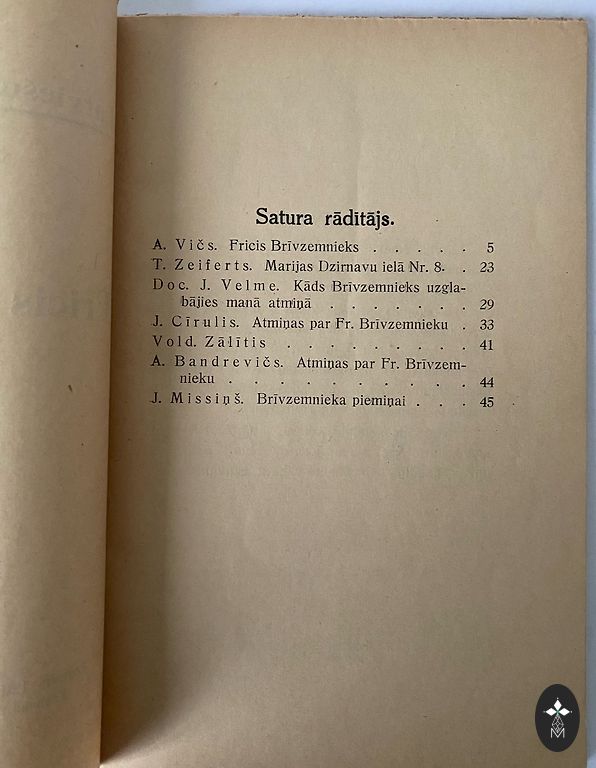 Satura rādītājs.
A. Vičs. Fricis Brīvzemnieks . . . . . 5
T. Zeiferts. Marijas Dzirnavu ielā Nr. 8. . 23
Doc. J. Velme. Kāds Brīvzemnieks uzgla-
bājies manā atmiņā . . . . . . 29
J. Cīrulis. Atmiņas par Fr. Brīvzemnieku . 33
Vold. Zālītis . . . . . . . . . 41
A. Bandrevičs. Atmiņas par Fr. Brīvzem-
nieku . . . . . . . . . . . 44
J. Missiņš. Brīvzemnieka piemiņai . . . 45
M